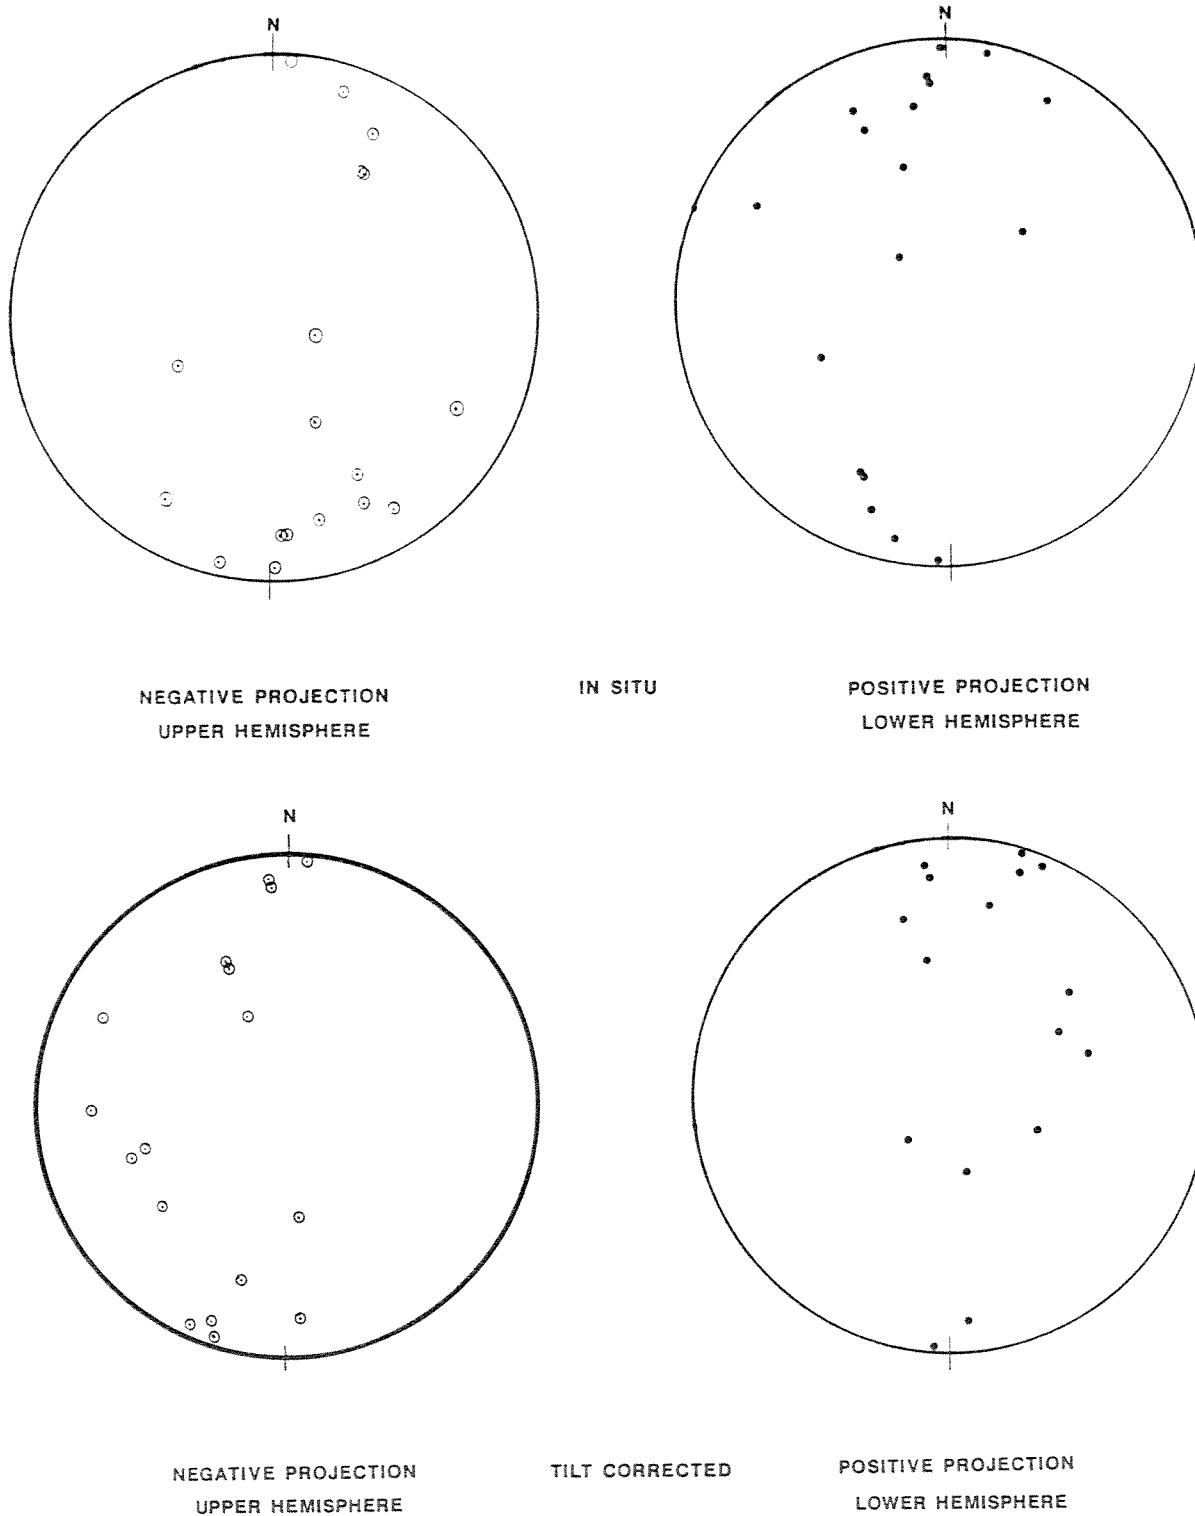 N
N
NEGATIVE PROJECTION
UPPER HEMISPHERE
IN SITU
POSITIVE PROJECTION
LOWER HEMISPHERE
N
N
NEGATIVE PROJECTION
UPPER HEMISPHERE
TILT CORRECTED
POSITIVE PROJECTION
LOWER HEMISPHERE